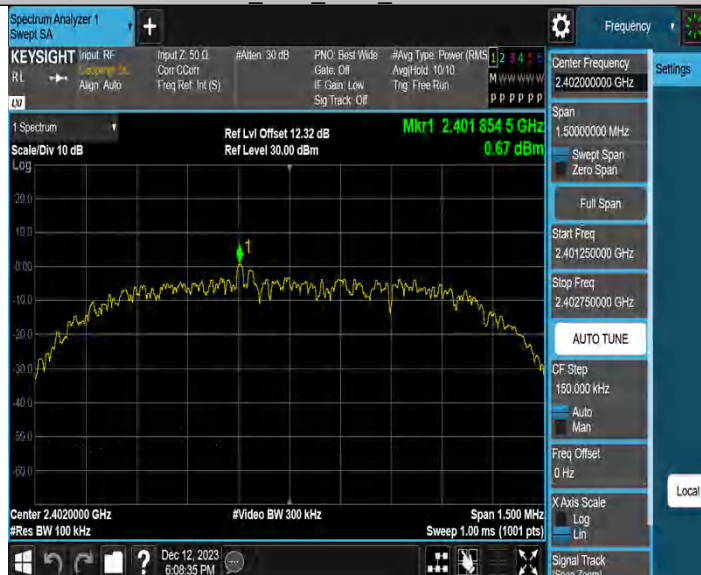 Spectrum Analyzer 1
Swept SA
+
Frequency
KEYSIGHT
Input: RF
Coupling: DC
Align: Auto
RL
LXI
Input Z: 50 Ω
Corr CCorr
Freq Ref: Int (S)
#Atten: 30 dB
PNO: Best Wide
Gate: Off
IF Gain: Low
Sig Track: Off
#Avg Type: Power (RMS
Avg|Hold: 10/10
Trig: Free Run
1 2 3 4 5 6
M W W W W W
P P P P P P
Settings
Center Frequency
2.402000000 GHz
Span
1.50000000 MHz
Swept Span
Zero Span
Full Span
Start Freq
2.401250000 GHz
Stop Freq
2.402750000 GHz
AUTO TUNE
CF Step
150.000 kHz
Auto
Man
Freq Offset
0 Hz
X Axis Scale
Log
Lin
Signal Track
(Span Zoom)
Local
1 Spectrum
Scale/Div 10 dB
Ref Lvl Offset 12.32 dB
Ref Level 30.00 dBm
Mkr1 2.401 854 5 GHz
0.67 dBm
Log
20.0
10.0
0.00
-10.0
-20.0
-30.0
-40.0
-50.0
-60.0
1
Center 2.4020000 GHz
#Res BW 100 kHz
#Video BW 300 kHz
Span 1.500 MHz
Sweep 1.00 ms (1001 pts)
?
Dec 12, 2023
6:08:35 PM